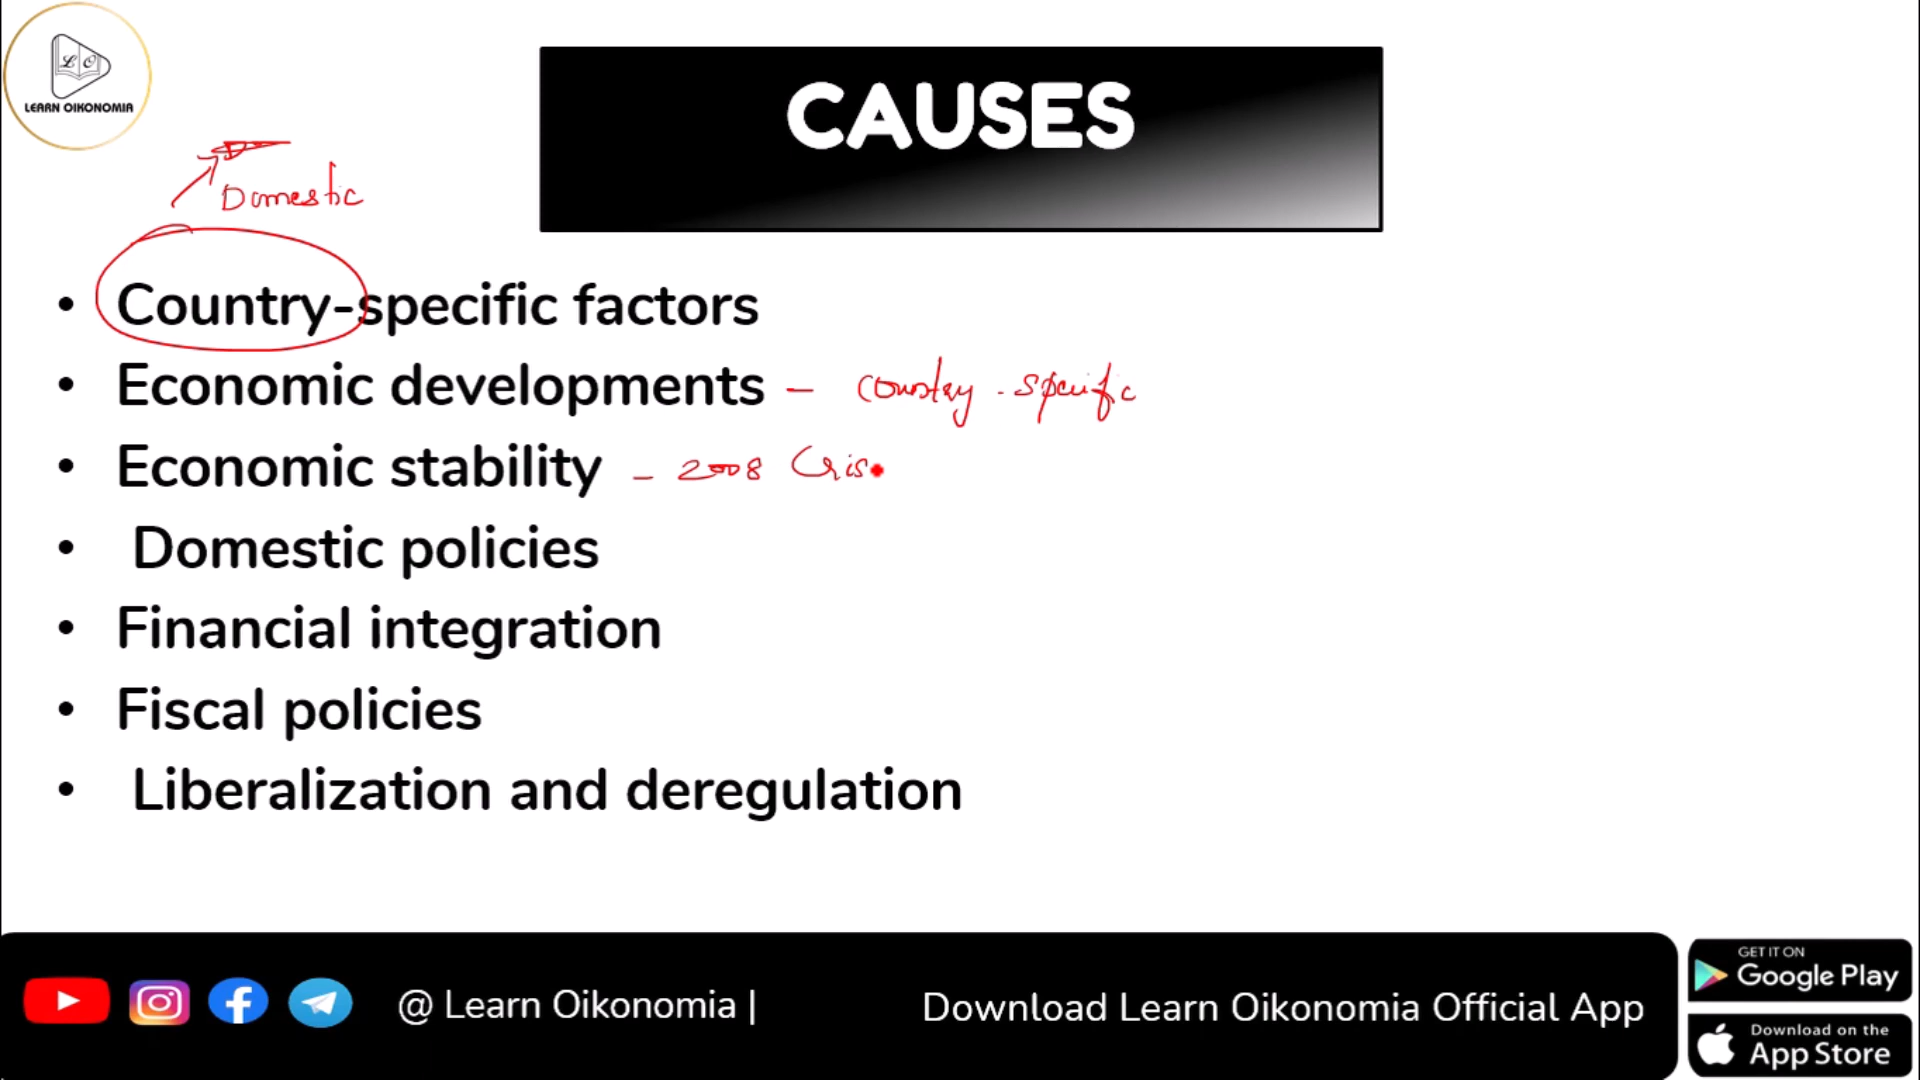 LO
LEARN OIKONOMIA
CAUSES
Domestic
• Country-specific factors
• Economic developments – Country-specific
• Economic stability – 2008 Cris
• Domestic policies
• Financial integration
• Fiscal policies
• Liberalization and deregulation
@ Learn Oikonomia |
Download Learn Oikonomia Official App
GET IT ON
Google Play
Download on the
App Store